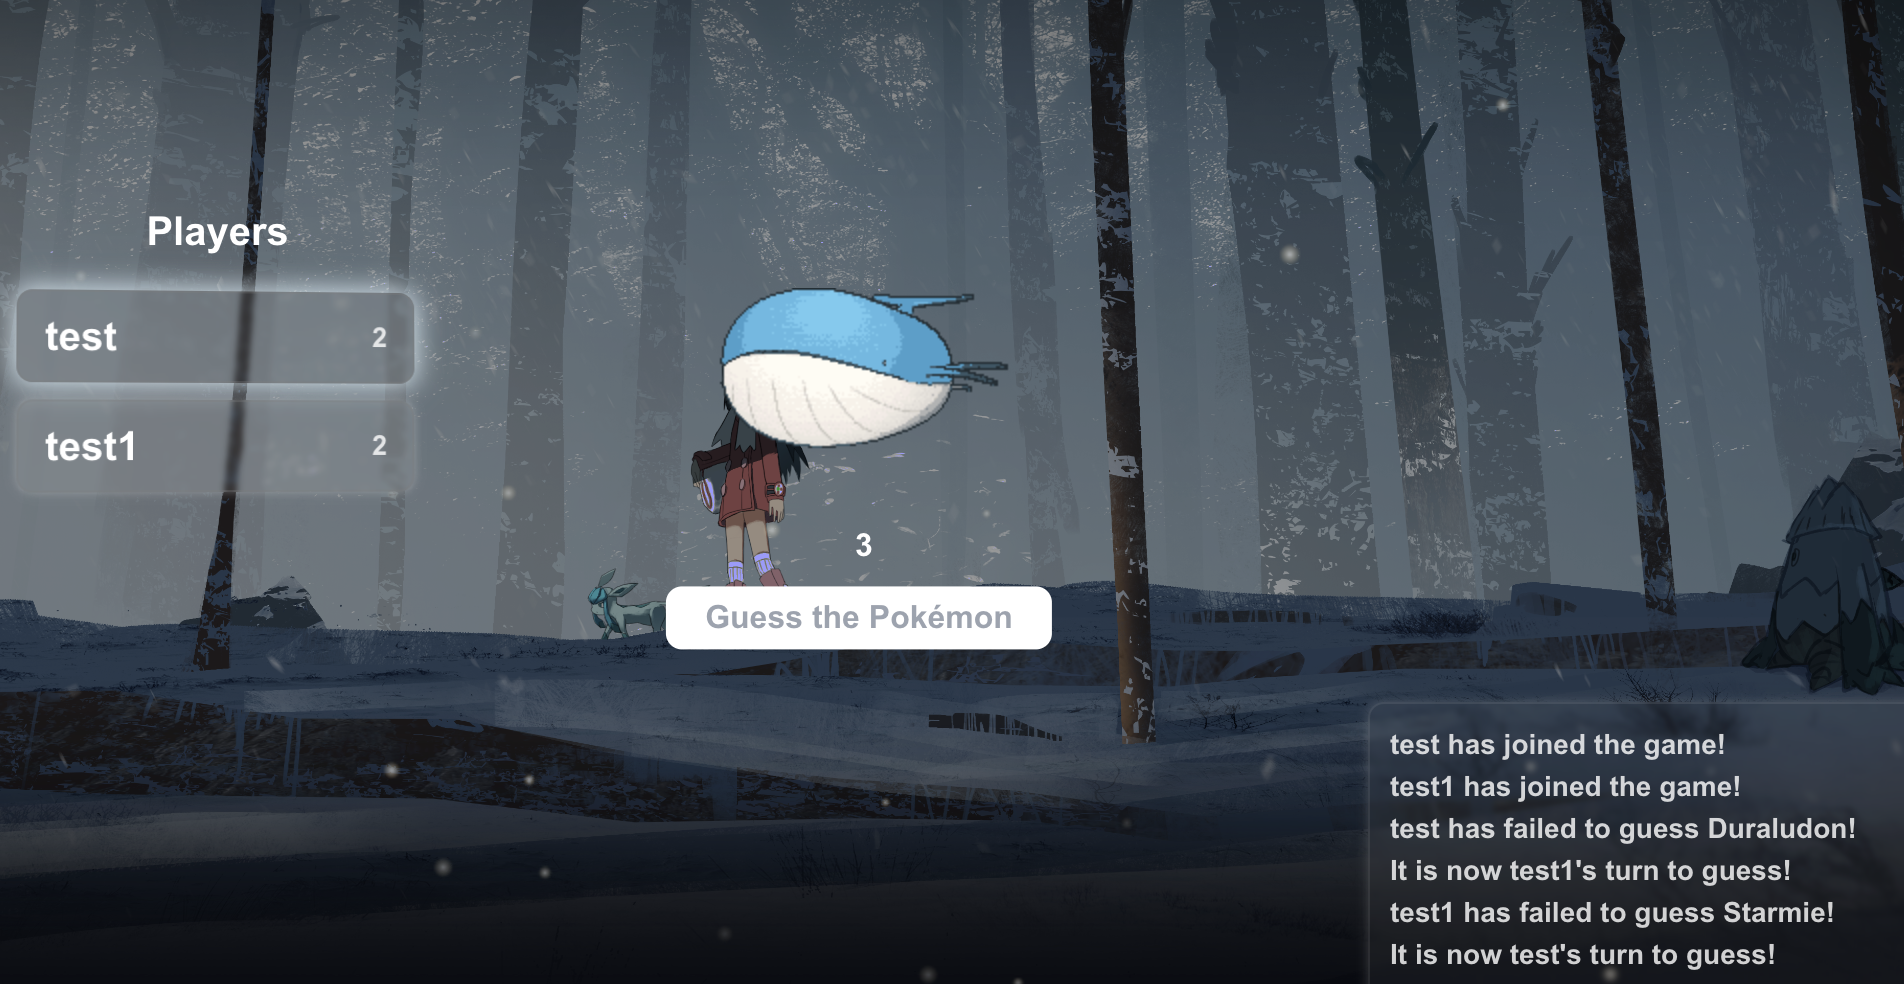 Players
test 2
test1 2
3
Guess the Pokémon
test has joined the game!
test1 has joined the game!
test has failed to guess Duraludon!
It is now test1's turn to guess!
test1 has failed to guess Starmie!
It is now test's turn to guess!